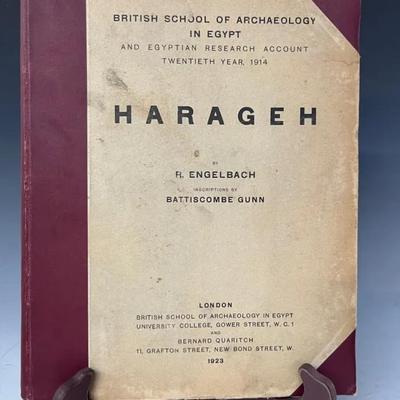 BRITISH SCHOOL OF ARCHAEOLOGY
IN EGYPT
AND EGYPTIAN RESEARCH ACCOUNT
TWENTIETH YEAR, 1914
HARAGEH
BY
R. ENGELBACH
INSCRIPTIONS BY
BATTISCOMBE GUNN
LONDON
BRITISH SCHOOL OF ARCHAEOLOGY IN EGYPT
UNIVERSITY COLLEGE, GOWER STREET, W.C. 1
AND
BERNARD QUARITCH
11, GRAFTON STREET, NEW BOND STREET, W.
1923